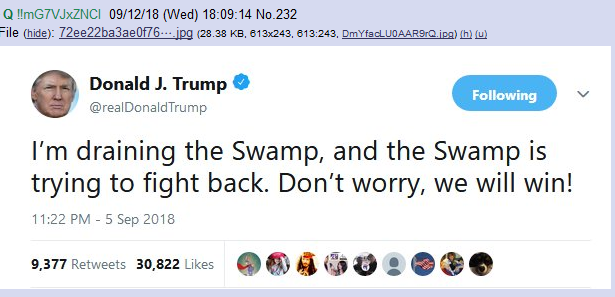 Q !!mG7VJxZNCI 09/12/18 (Wed) 18:09:14 No.232
File (hide): 72ee22ba3ae0f76⋯.jpg (28.38 KB, 613x243, 613:243, DmYfadLU0AAR9rQ.jpg) (h) (u)
Donald J. Trump
@realDonaldTrump
Following
I’m draining the Swamp, and the Swamp is
trying to fight back. Don’t worry, we will win!
11:22 PM - 5 Sep 2018
9,377 Retweets 30,822 Likes